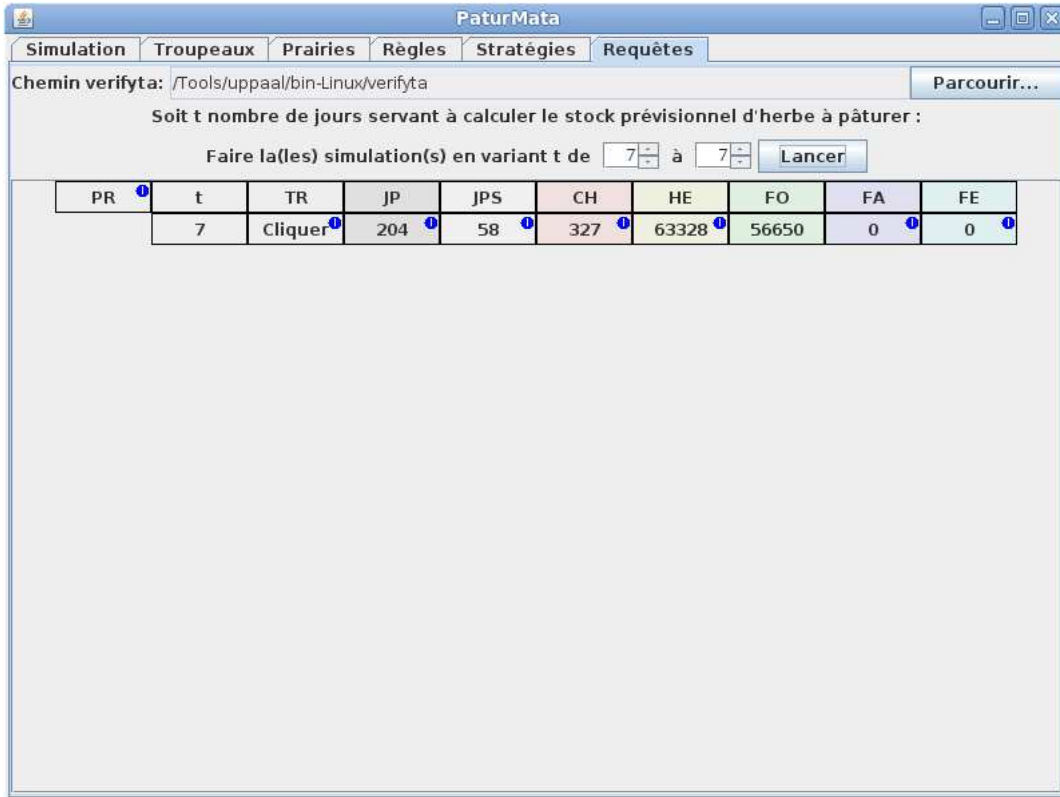 PaturMata
Simulation Troupeaux Prairies Règles Stratégies Requêtes
Chemin verifyta: /Tools/uppaal/bin-Linux/verifyta Parcourir...
Soit t nombre de jours servant à calculer le stock prévisionnel d'herbe à pâturer :
Faire la(les) simulation(s) en variant t de 7 à 7 Lancer
PR t TR JP JPS CH HE FO FA FE
7 Cliquer 204 58 327 63328 56650 0 0